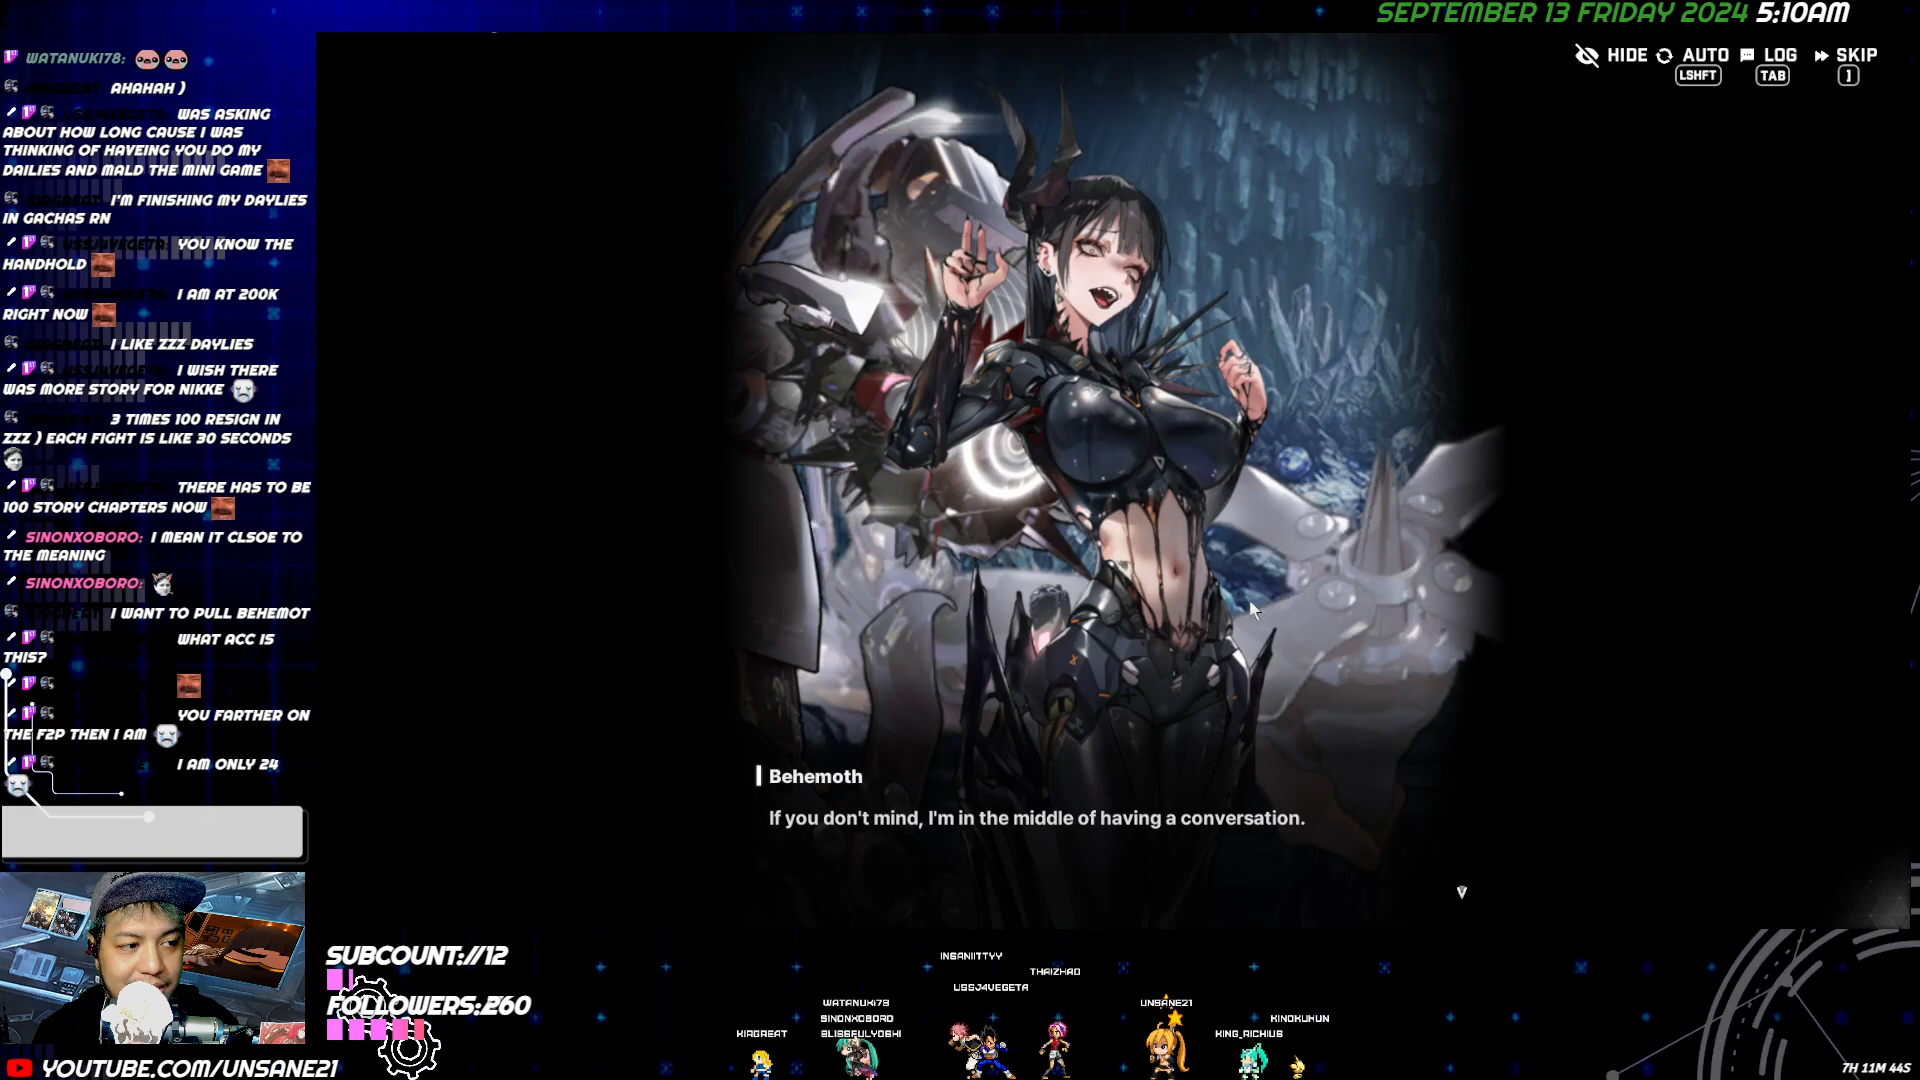 SEPTEMBER 13 FRIDAY 2024 5:10AM
HIDE AUTO LOG SKIP
LSHFT TAB ]
WATANUKI78:
AHAHAH )
WAS ASKING
ABOUT HOW LONG CAUSE I WAS
THINKING OF HAVEING YOU DO MY
DAILIES AND MALD THE MINI GAME
I'M FINISHING MY DAYLIES
IN GACHAS RN
USSJ4VEGETA: YOU KNOW THE
HANDHOLD
I AM AT 200K
RIGHT NOW
I LIKE ZZZ DAYLIES
USSJ4VEGETA: I WISH THERE
WAS MORE STORY FOR NIKKE
3 TIMES 100 RESIGN IN
ZZZ ) EACH FIGHT IS LIKE 30 SECONDS
THERE HAS TO BE
100 STORY CHAPTERS NOW
SINONXOBORO: I MEAN IT CLSOE TO
THE MEANING
SINONXOBORO:
I WANT TO PULL BEHEMOT
WHAT ACC IS
THIS?
YOU FARTHER ON
THE F2P THEN I AM
I AM ONLY 24
Behemoth
If you don't mind, I'm in the middle of having a conversation.
SUBCOUNT://12
FOLLOWERS:260
INSANIITTYY
THAIZHAO
USSJ4VEGETA
WATANUKI78
SINONXOBORO
BLISSFULYOSHI
KIRGREAT
UNSANE21
KINOKUHUN
KING_RICHIUS
YOUTUBE.COM/UNSANE21
7H 11M 44S